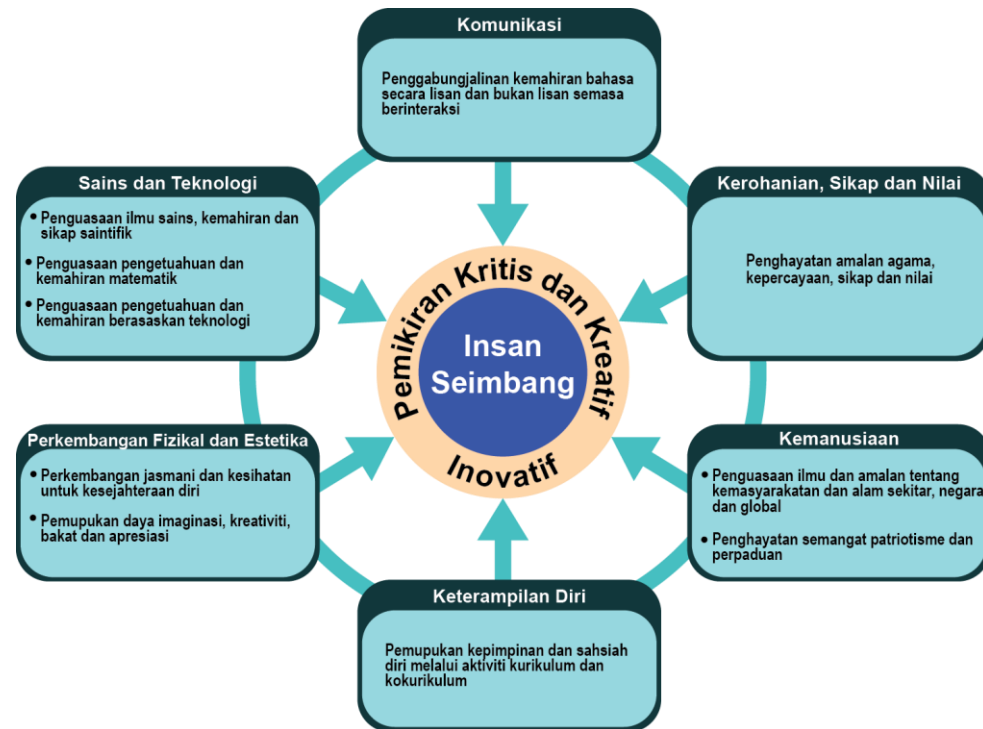 Komunikasi
Penggabungjalinan kemahiran bahasa
secara lisan dan bukan lisan semasa
berinteraksi
Sains dan Teknologi
• Penguasaan ilmu sains, kemahiran dan
sikap saintifik
• Penguasaan pengetuahuan dan
kemahiran matematik
• Penguasaan pengetuahuan dan
kemahiran berasaskan teknologi
Kerohanian, Sikap dan Nilai
Penghayatan amalan agama,
kepercayaan, sikap dan nilai
Pemikiran Kritis dan Kreatif
Insan
Seimbang
Inovatif
Perkembangan Fizikal dan Estetika
• Perkembangan jasmani dan kesihatan
untuk kesejahteraan diri
• Pemupukan daya imaginasi, kreativiti,
bakat dan apresiasi
Kemanusiaan
• Penguasaan ilmu dan amalan tentang
kemasyarakatan dan alam sekitar, negara
dan global
• Penghayatan semangat patriotisme dan
perpaduan
Keterampilan Diri
Pemupukan kepimpinan dan sahsiah
diri melalui aktiviti kurikulum dan
kokurikulum